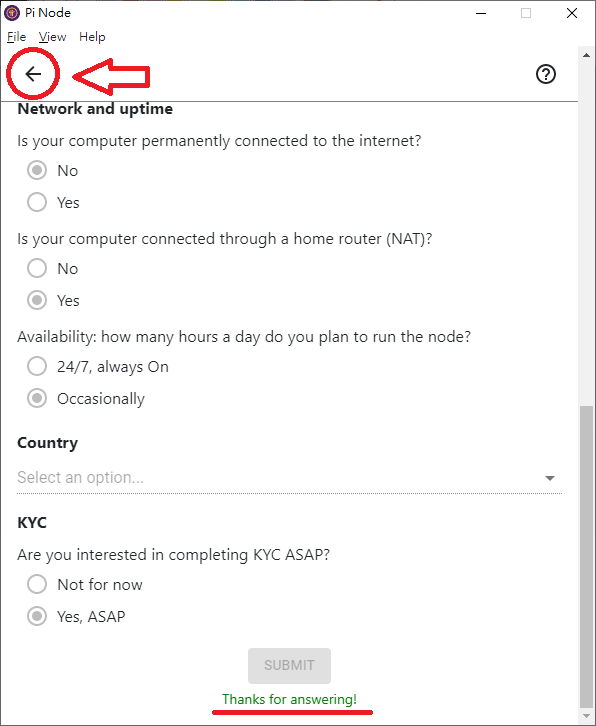 Pi Node
File View Help
Network and uptime
Is your computer permanently connected to the internet?
No
Yes
Is your computer connected through a home router (NAT)?
No
Yes
Availability: how many hours a day do you plan to run the node?
24/7, always On
Occasionally
Country
Select an option...
KYC
Are you interested in completing KYC ASAP?
Not for now
Yes, ASAP
SUBMIT
Thanks for answering!